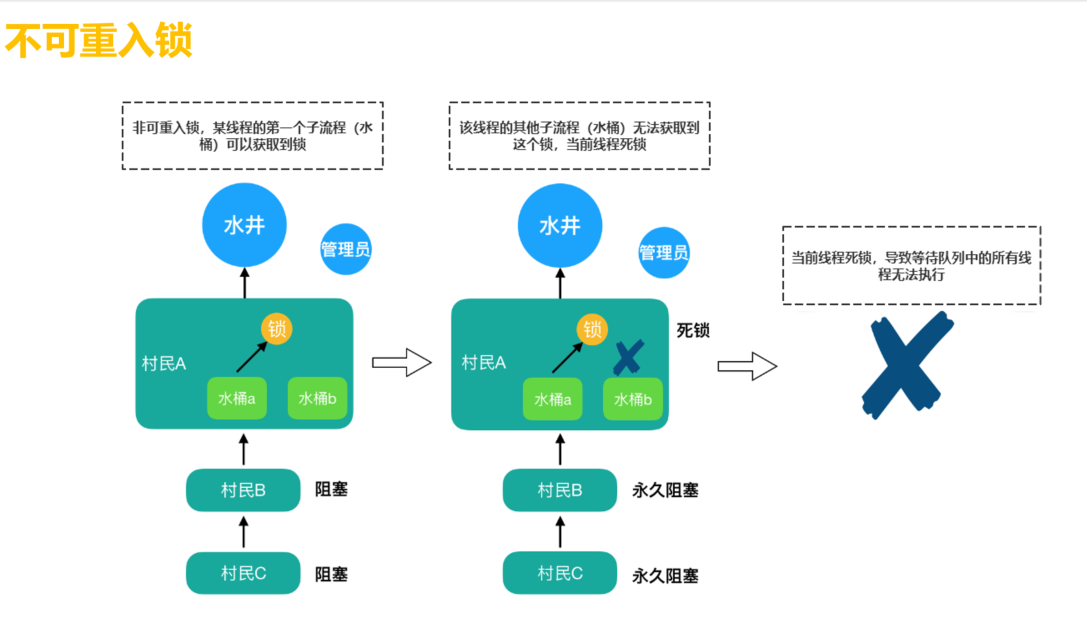 不可重入锁
非可重入锁，某线程的第一个子流程（水
桶）可以获取到锁
水井
管理员
锁
村民A
水桶a
水桶b
村民B
阻塞
村民C
阻塞
该线程的其他子流程（水桶）无法获取到
这个锁，当前线程死锁
水井
管理员
锁
死锁
村民A
水桶a
水桶b
村民B
永久阻塞
村民C
永久阻塞
当前线程死锁，导致等待队列中的所有线
程无法执行